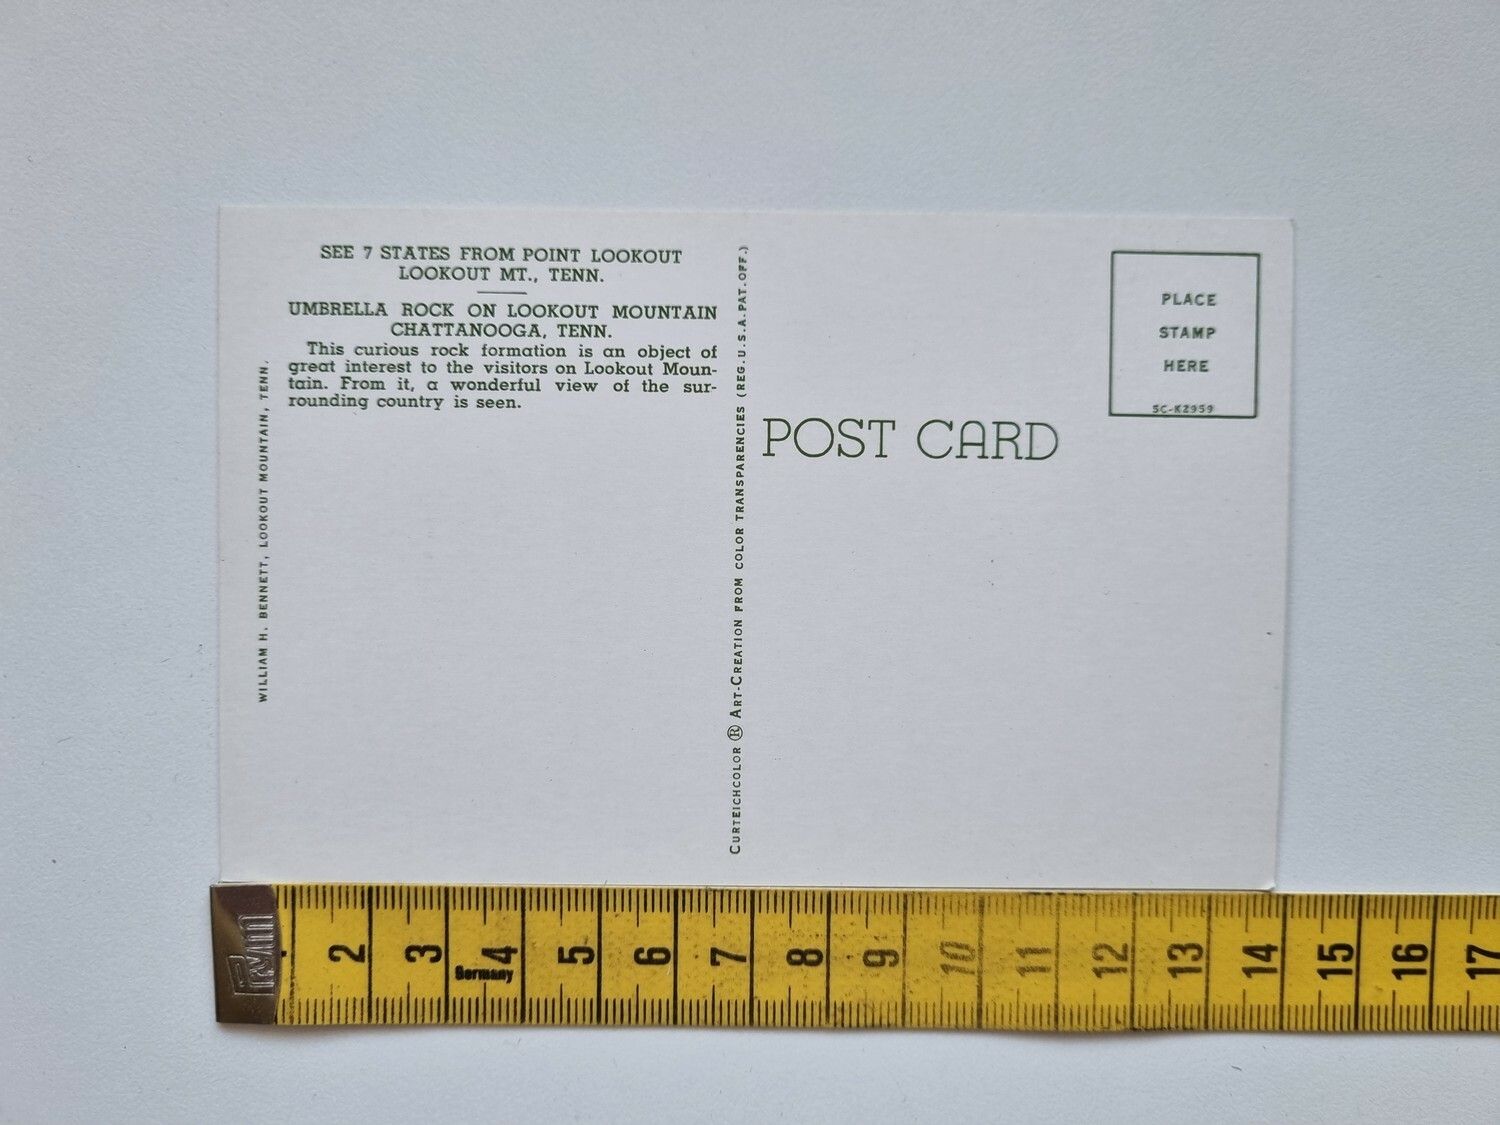 SEE 7 STATES FROM POINT LOOKOUT
LOOKOUT MT., TENN.
UMBRELLA ROCK ON LOOKOUT MOUNTAIN
CHATTANOOGA, TENN.
This curious rock formation is an object of
great interest to the visitors on Lookout Moun-
tain. From it, a wonderful view of the sur-
rounding country is seen.
WILLIAM H. BENNETT, LOOKOUT MOUNTAIN, TENN.
CURTEICHCOLOR ® ART-CREATION FROM COLOR TRANSPARENCIES (REG. U.S.A. PAT. OFF.)
POST CARD
PLACE
STAMP
HERE
5C-K2959
Prym
1 2 3 4 5 6 7 8 9 10 11 12 13 14 15 16 17
Germany